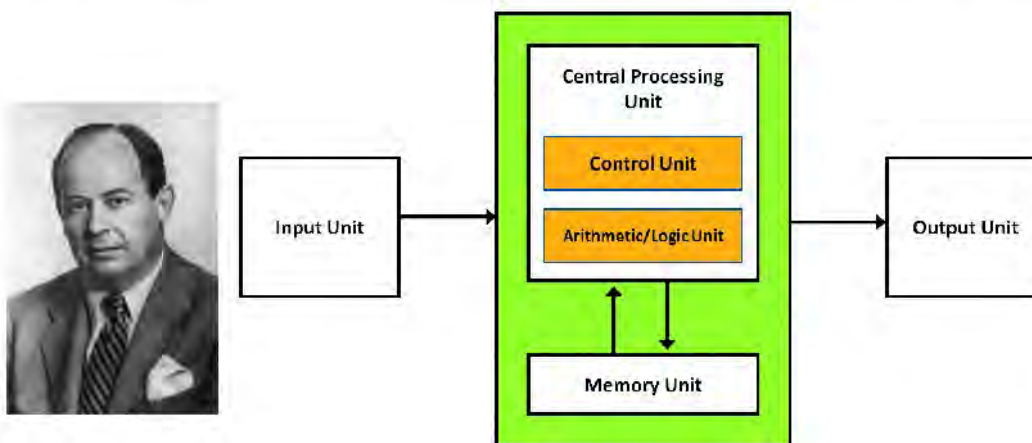 Central Processing
Unit
Control Unit
Input Unit
Arithmetic/Logic Unit
Output Unit
Memory Unit